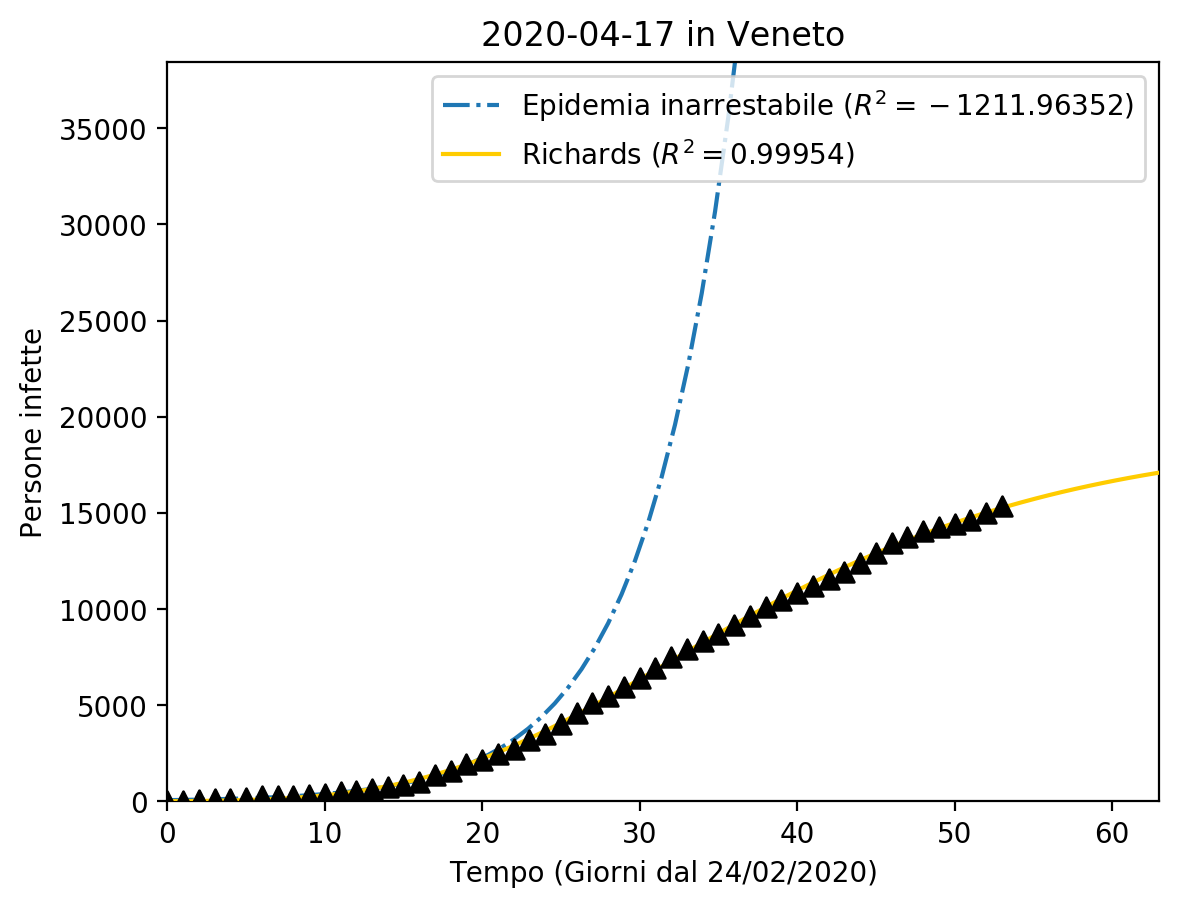 2020-04-17 in Veneto
Epidemia inarrestabile (R² = −1211.96352)
Richards (R² = 0.99954)
Persone infette
35000
30000
25000
20000
15000
10000
5000
0
0 10 20 30 40 50 60
Tempo (Giorni dal 24/02/2020)